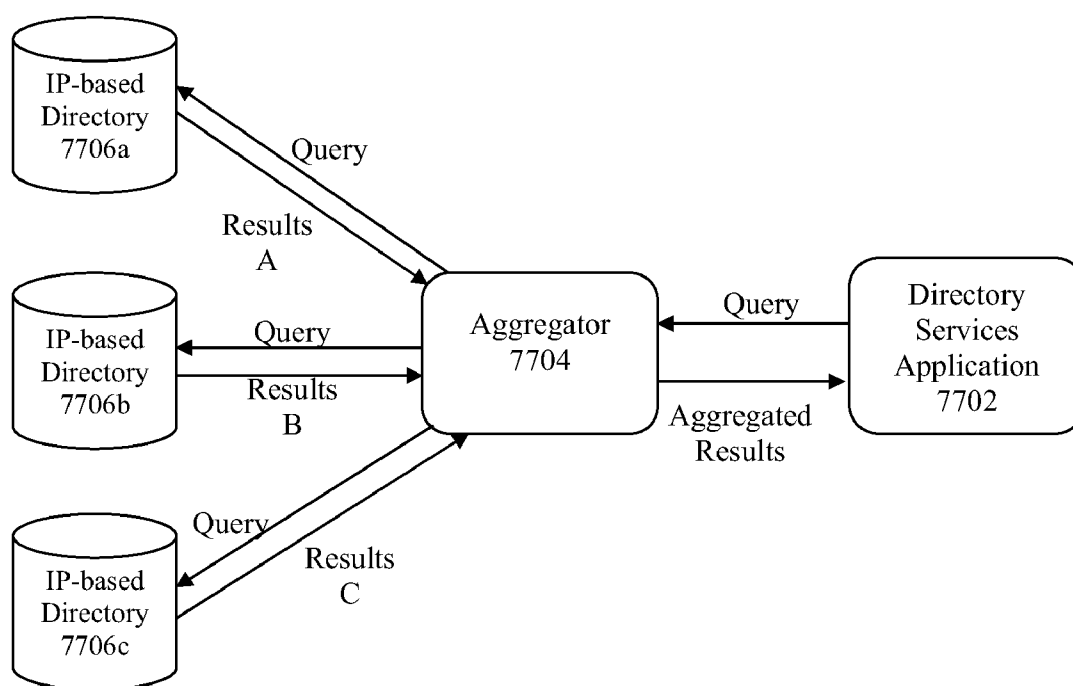 IP-based
Directory
7706a
Query
Results
A
IP-based
Directory
7706b
Query
Results
B
Aggregator
7704
Query
Aggregated
Results
Directory
Services
Application
7702
IP-based
Directory
7706c
Query
Results
C